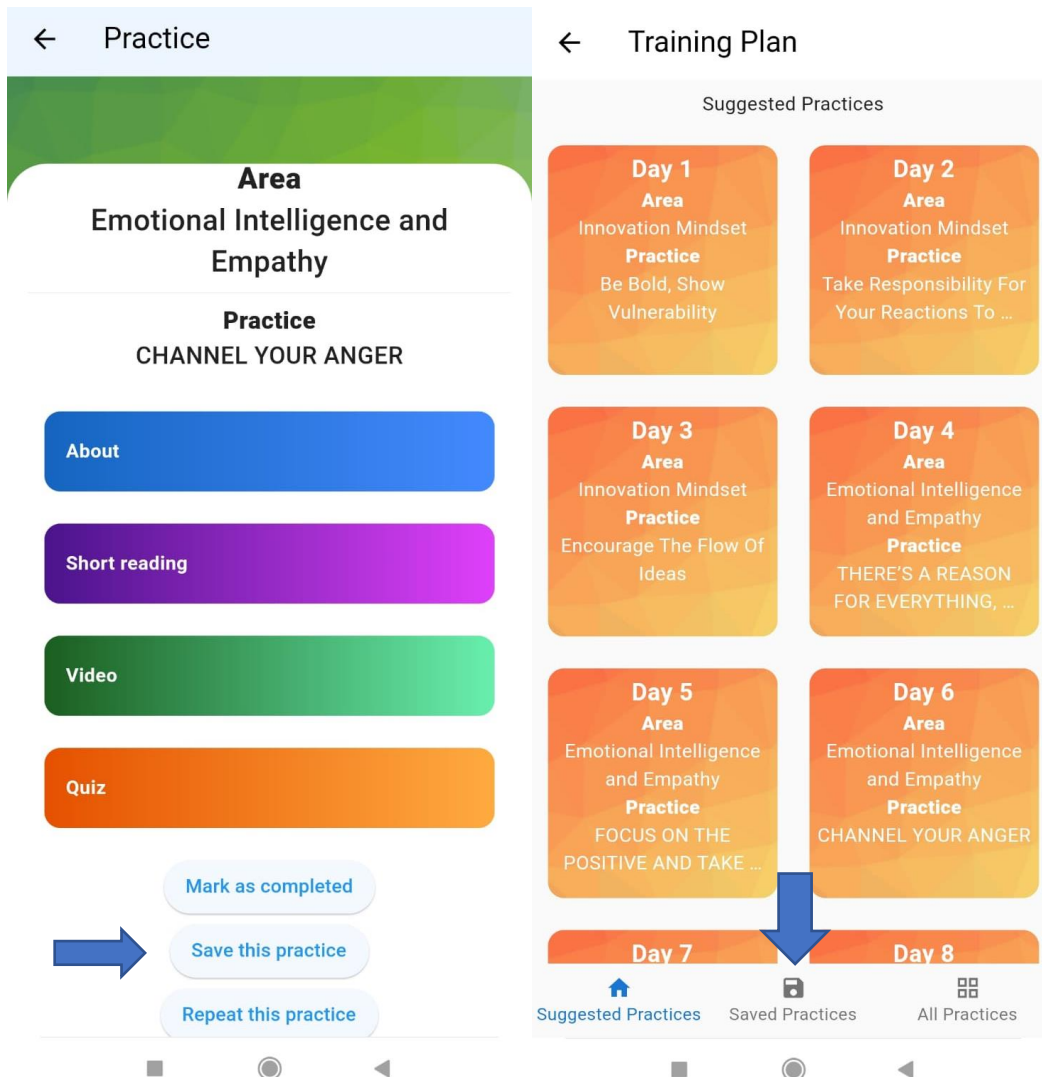 Practice
Area
Emotional Intelligence and
Empathy
Practice
CHANNEL YOUR ANGER
About
Short reading
Video
Quiz
Mark as completed
Save this practice
Repeat this practice
Training Plan
Suggested Practices
Day 1
Area
Innovation Mindset
Practice
Be Bold, Show
Vulnerability
Day 2
Area
Innovation Mindset
Practice
Take Responsibility For
Your Reactions To ...
Day 3
Area
Innovation Mindset
Practice
Encourage The Flow Of
Ideas
Day 4
Area
Emotional Intelligence
and Empathy
Practice
THERE'S A REASON
FOR EVERYTHING, ...
Day 5
Area
Emotional Intelligence
and Empathy
Practice
FOCUS ON THE
POSITIVE AND TAKE ...
Day 6
Area
Emotional Intelligence
and Empathy
Practice
CHANNEL YOUR ANGER
Day 7
Day 8
Suggested Practices
Saved Practices
All Practices